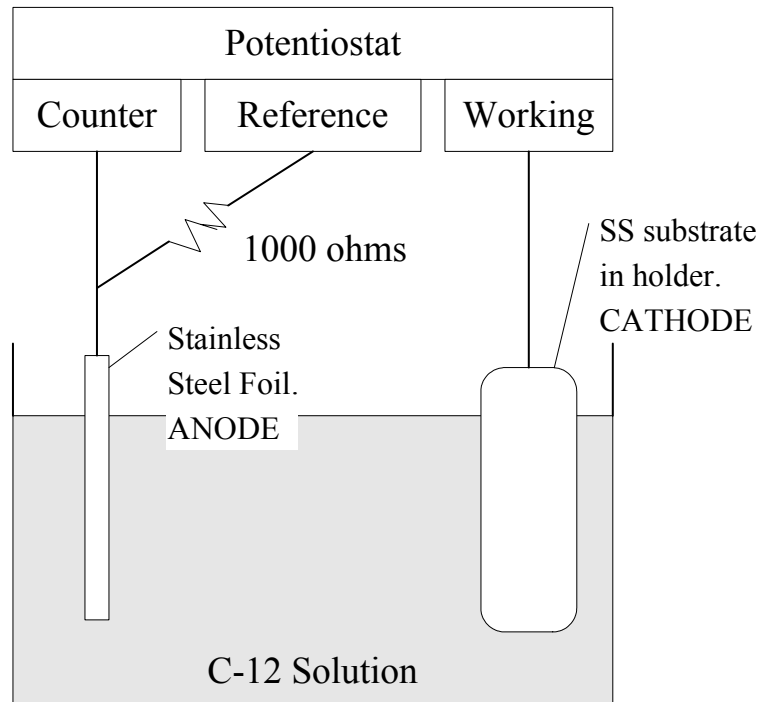 Potentiostat
Counter
Reference
Working
1000 ohms
SS substrate
in holder.
CATHODE
Stainless
Steel Foil.
ANODE
C-12 Solution